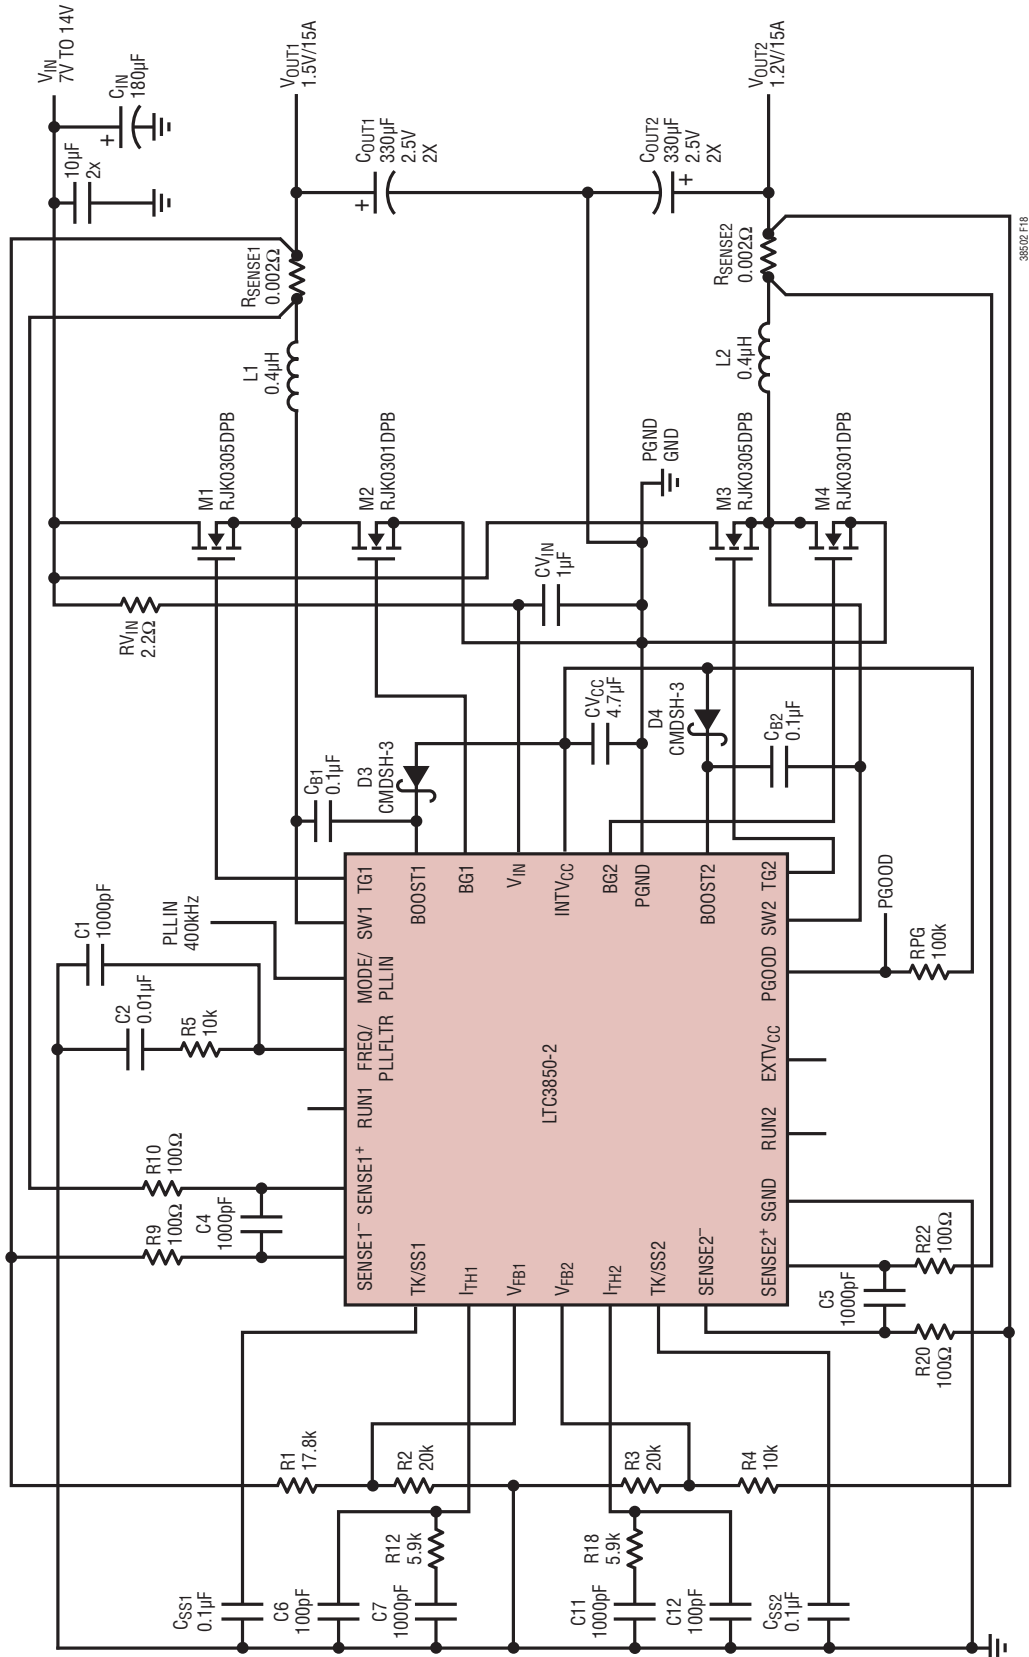 VIN
7V TO 14V
CIN
180µF
+
10µF
2x
VOUT1
1.5V/15A
COUT1
330µF
2.5V
2X
+
COUT2
330µF
2.5V
2X
+
VOUT2
1.2V/15A
RSENSE1
0.002Ω
RSENSE2
0.002Ω
L1
0.4µH
L2
0.4µH
M1
RJK0305DPB
M2
RJK0301DPB
PGND
GND
M3
RJK0305DPB
M4
RJK0301DPB
RVIN
2.2Ω
CVIN
1µF
CB1
0.1µF
D3
CMDSH-3
CVCC
4.7µF
D4
CMDSH-3
CB2
0.1µF
C1
1000pF
PLLIN
400kHz
C2
0.01µF
R5
10k
R10
100Ω
R9
100Ω
C4
1000pF
TG1
SW1
MODE/
PLLIN
FREQ/
PLLFLTR
RUN1
SENSE1+
SENSE1–
BOOST1
BG1
VIN
INTVCC
BG2
PGND
BOOST2
LTC3850-2
TK/SS1
ITH1
VFB1
VFB2
ITH2
TK/SS2
SENSE2–
TG2
SW2
PGOOD
EXTVCC
RUN2
SGND
SENSE2+
PGOOD
RPG
100k
C5
1000pF
R22
100Ω
R20
100Ω
R1
17.8k
R2
20k
R3
20k
R4
10k
R12
5.9k
R18
5.9k
CSS1
0.1µF
C6
100pF
C7
1000pF
C11
1000pF
C12
100pF
CSS2
0.1µF
38502 F18